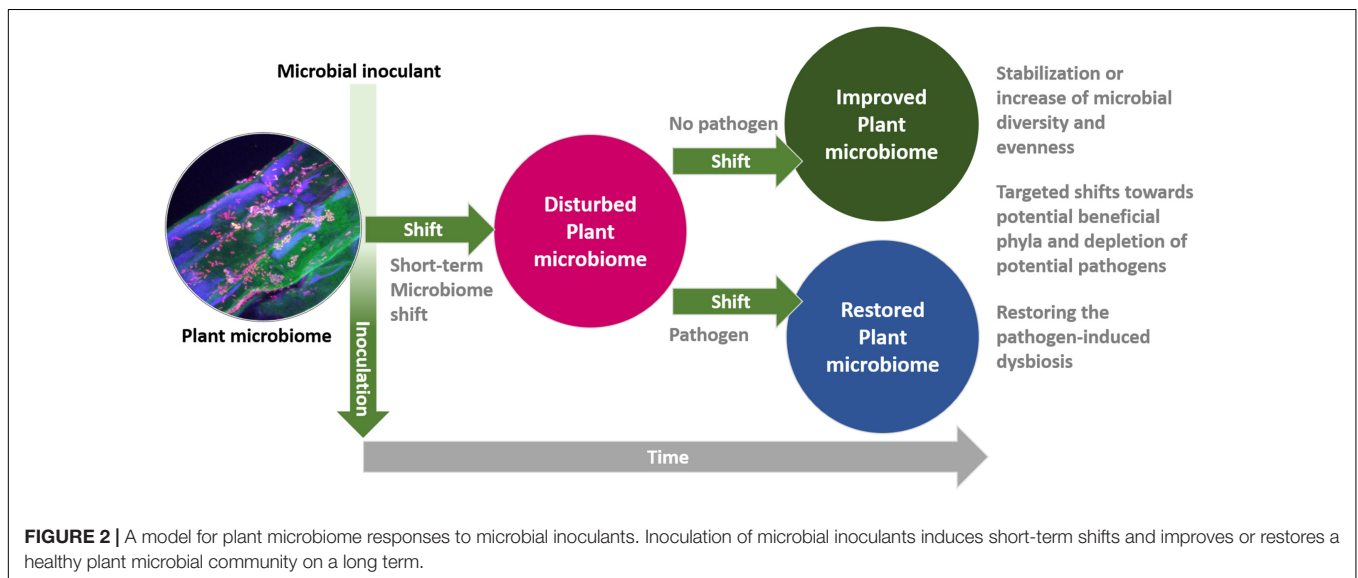 Microbial inoculant
Plant microbiome
Inoculation
Shift
Short-term
Microbiome
shift
Disturbed
Plant
microbiome
No pathogen
Shift
Improved
Plant
microbiome
Shift
Pathogen
Restored
Plant
microbiome
Stabilization or
increase of microbial
diversity and
evenness
Targeted shifts towards
potential beneficial
phyla and depletion of
potential pathogens
Restoring the
pathogen-induced
dysbiosis
Time
FIGURE 2 | A model for plant microbiome responses to microbial inoculants. Inoculation of microbial inoculants induces short-term shifts and improves or restores a
healthy plant microbial community on a long term.